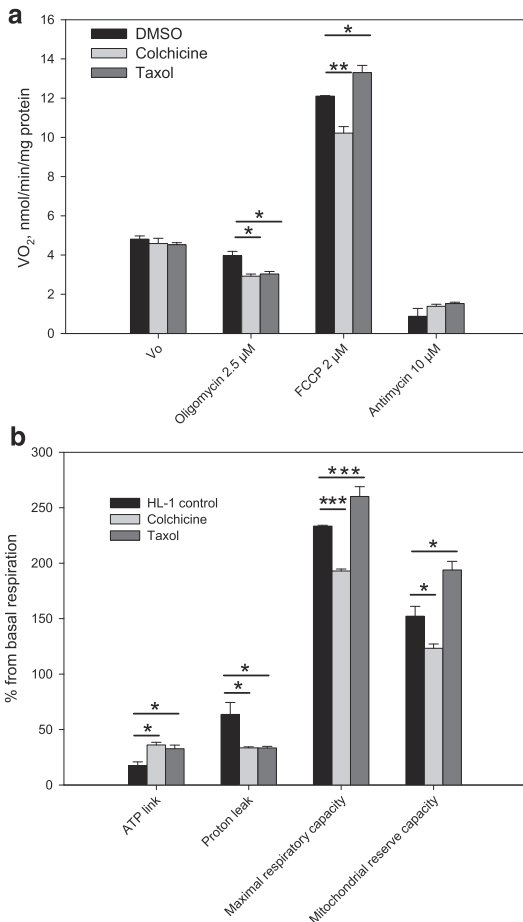 a
DMSO
Colchicine
Taxol
VO2, nmol/min/mg protein
16
14
12
10
8
6
4
2
0
*
*
**
*
Vo
Oligomycin 2.5 µM
FCCP 2 µM
Antimycin 10 µM
b
HL-1 control
Colchicine
Taxol
% from basal respiration
300
250
200
150
100
50
0
*
*
*
*
***
***
*
*
ATP link
Proton leak
Maximal respiratory capacity
Mitochondrial reserve capacity